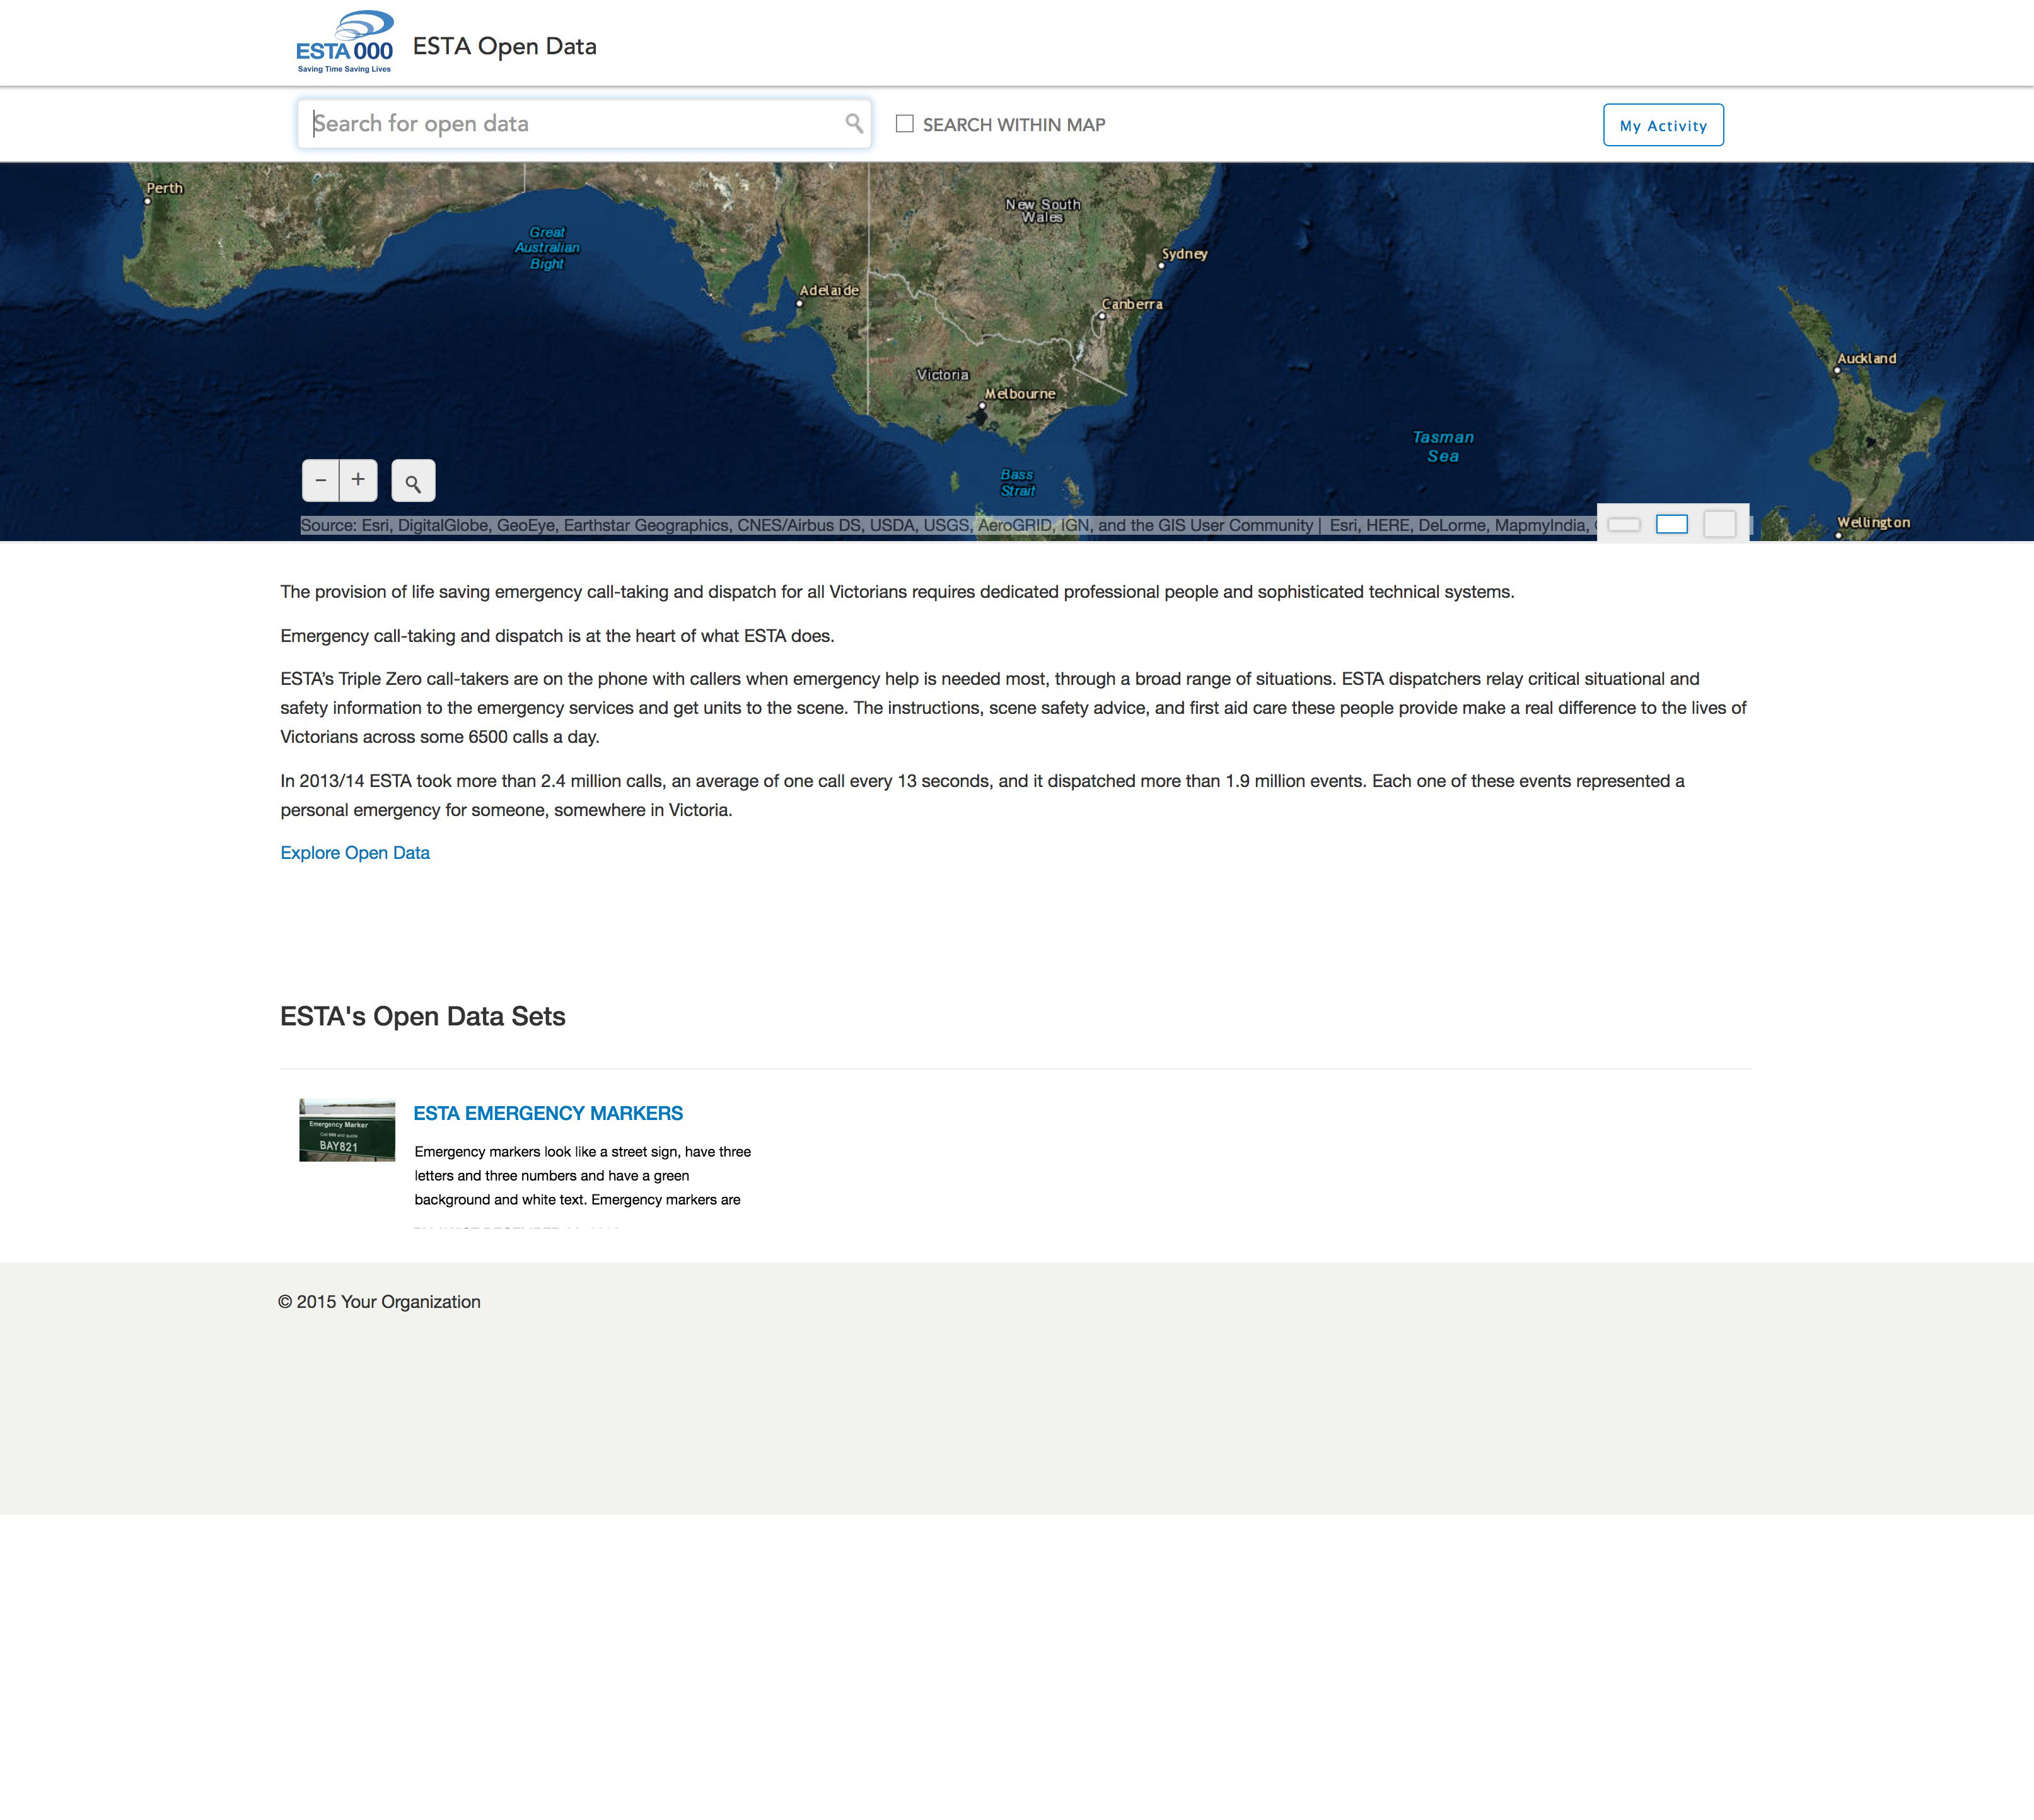 ESTA 000
Saving Time Saving Lives
ESTA Open Data
Search for open data
SEARCH WITHIN MAP
My Activity
Perth
Great
Australian
Bight
New South
Wales
Sydney
Adelaide
Canberra
Victoria
Melbourne
Auckland
Tasman
Sea
Bass
Strait
Wellington
− +
Source: Esri, DigitalGlobe, GeoEye, Earthstar Geographics, CNES/Airbus DS, USDA, USGS, AeroGRID, IGN, and the GIS User Community | Esri, HERE, DeLorme, MapmyIndia,
The provision of life saving emergency call-taking and dispatch for all Victorians requires dedicated professional people and sophisticated technical systems.
Emergency call-taking and dispatch is at the heart of what ESTA does.
ESTA’s Triple Zero call-takers are on the phone with callers when emergency help is needed most, through a broad range of situations. ESTA dispatchers relay critical situational and
safety information to the emergency services and get units to the scene. The instructions, scene safety advice, and first aid care these people provide make a real difference to the lives of
Victorians across some 6500 calls a day.
In 2013/14 ESTA took more than 2.4 million calls, an average of one call every 13 seconds, and it dispatched more than 1.9 million events. Each one of these events represented a
personal emergency for someone, somewhere in Victoria.
Explore Open Data
ESTA's Open Data Sets
Emergency Marker
Call 000 and quote
BAY821
ESTA EMERGENCY MARKERS
Emergency markers look like a street sign, have three
letters and three numbers and have a green
background and white text. Emergency markers are
© 2015 Your Organization